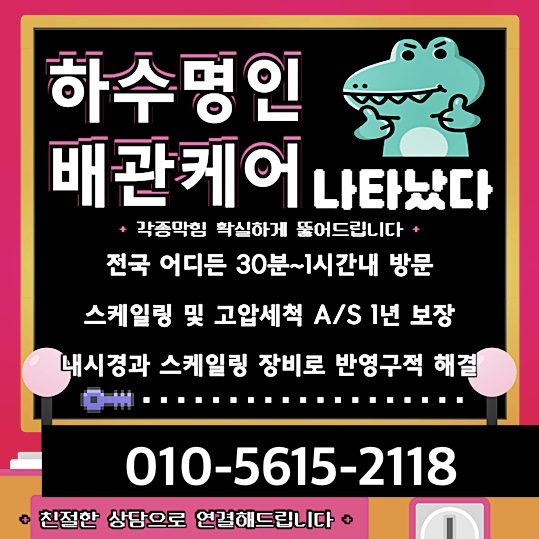 하수명인
배관케어 나타났다
+ 각종막힘 확실하게 뚫어드립니다 +
전국 어디든 30분~1시간내 방문
스케일링 및 고압세척 A/S 1년 보장
내시경과 스케일링 장비로 반영구적 해결
010-5615-2118
+ 친절한 상담으로 연결해드립니다 +